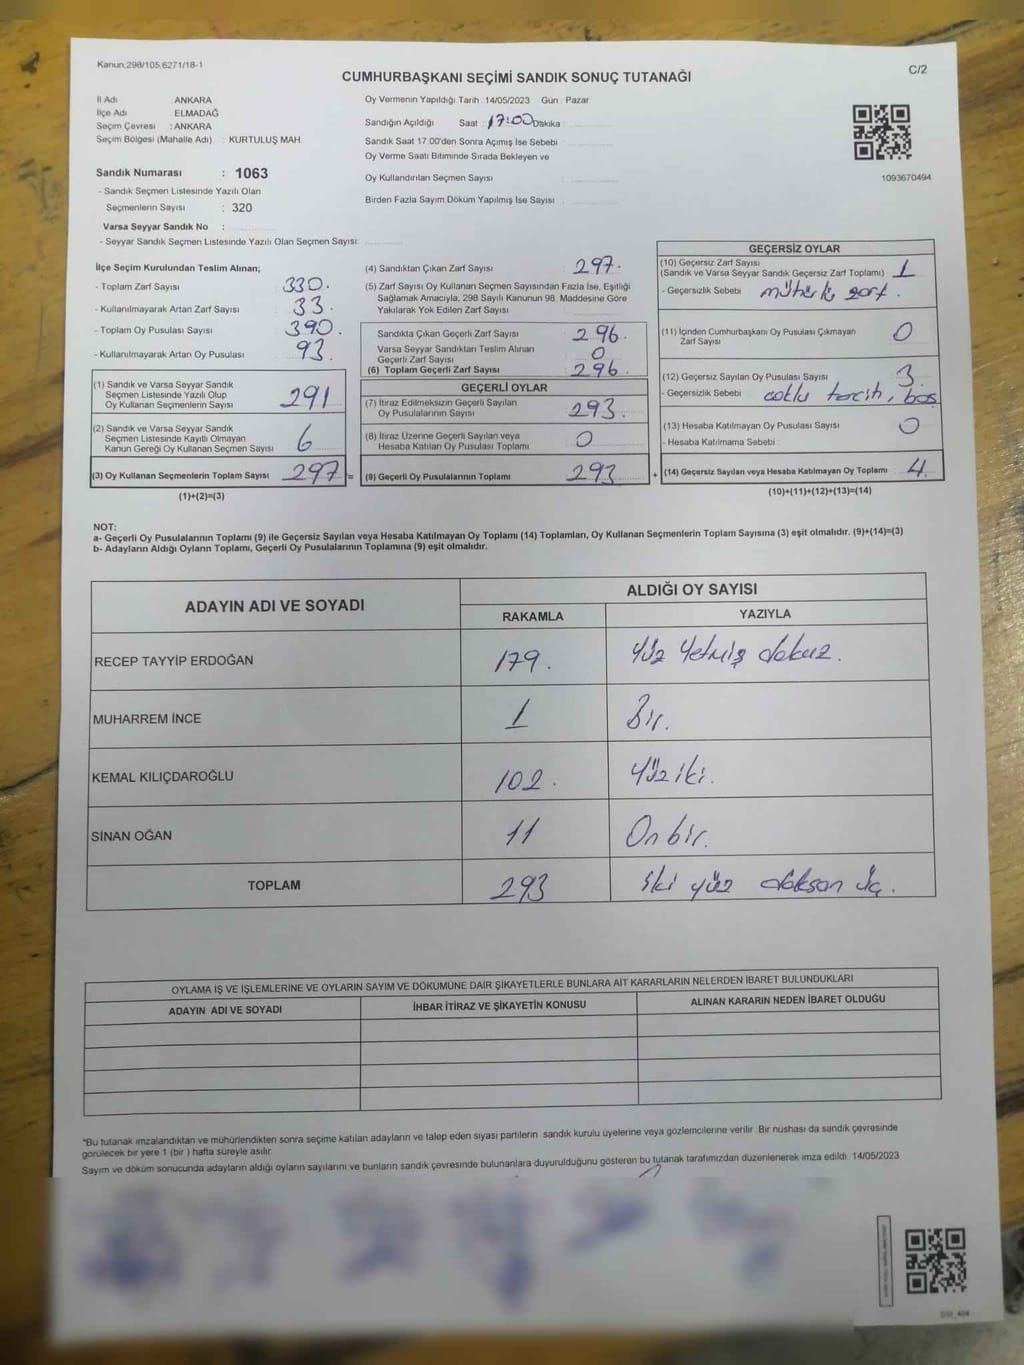 Kanun.298/105,6271/18-1
C/2
CUMHURBAŞKANI SEÇİMİ SANDIK SONUÇ TUTANAĞI
İl Adı : ANKARA
İlçe Adı : ELMADAĞ
Seçim Çevresi : ANKARA
Seçim Bölgesi (Mahalle Adı) : KURTULUŞ MAH.
Sandık Numarası : 1063
- Sandık Seçmen Listesinde Yazılı Olan
Seçmenlerin Sayısı : 320
Varsa Seyyar Sandık No :
- Seyyar Sandık Seçmen Listesinde Yazılı Olan Seçmen Sayısı:
Oy Vermenin Yapıldığı Tarih : 14/05/2023 Gün : Pazar
Sandığın Açıldığı Saat : 17:00 Dakika :
Sandık Saat 17:00'den Sonra Açımış İse Sebebi :
Oy Verme Saati Bitiminde Sırada Bekleyen ve
Oy Kullandırılan Seçmen Sayısı :
Birden Fazla Sayım Döküm Yapılmış İse Sayısı :
1093670494
İlçe Seçim Kurulundan Teslim Alınan;
- Toplam Zarf Sayısı : 330.
- Kullanılmayarak Artan Zarf Sayısı : 33.
- Toplam Oy Pusulası Sayısı : 390.
- Kullanılmayarak Artan Oy Pusulası : 93.
(1) Sandık ve Varsa Seyyar Sandık
Seçmen Listesinde Yazılı Olup
Oy Kullanan Seçmenlerin Sayısı : 291
(2) Sandık ve Varsa Seyyar Sandık
Seçmen Listesinde Kayıtlı Olmayan
Kanun Gereği Oy Kullanan Seçmen Sayısı : 6
(3) Oy Kullanan Seçmenlerin Toplam Sayısı : 297 =
(1)+(2)=(3)
(4) Sandıktan Çıkan Zarf Sayısı : 297.
(5) Zarf Sayısı Oy Kullanan Seçmen Sayısından Fazla İse, Eşitliği
Sağlamak Amacıyla, 298 Sayılı Kanunun 98. Maddesine Göre
Yakılarak Yok Edilen Zarf Sayısı :
Sandıkta Çıkan Geçerli Zarf Sayısı : 296.
Varsa Seyyar Sandıktan Teslim Alınan
Geçerli Zarf Sayısı : 0
(6) Toplam Geçerli Zarf Sayısı : 296.
GEÇERLİ OYLAR
(7) İtiraz Edilmeksizin Geçerli Sayılan
Oy Pusulalarının Sayısı : 293.
(8) İtiraz Üzerine Geçerli Sayılan veya
Hesaba Katılan Oy Pusulaları Toplamı : 0
(9) Geçerli Oy Pusulalarının Toplamı : 293 +
GEÇERSİZ OYLAR
(10) Geçersiz Zarf Sayısı
(Sandık ve Varsa Seyyar Sandık Geçersiz Zarf Toplamı) : 1
- Geçersizlik Sebebi : mühürlü zarf.
(11) İçinden Cumhurbaşkanı Oy Pusulası Çıkmayan
Zarf Sayısı : 0
(12) Geçersiz Sayılan Oy Pusulası Sayısı : 3.
- Geçersizlik Sebebi : çoklu tercih, boş
(13) Hesaba Katılmayan Oy Pusulası Sayısı : 0
- Hesaba Katılmama Sebebi :
(14) Geçersiz Sayılan veya Hesaba Katılmayan Oy Toplamı : 4.
(10)+(11)+(12)+(13)=(14)
NOT:
a- Geçerli Oy Pusulalarının Toplamı (9) ile Geçersiz Sayılan veya Hesaba Katılmayan Oy Toplamı (14) Toplamları, Oy Kullanan Seçmenlerin Toplam Sayısına (3) eşit olmalıdır. (9)+(14)=(3)
b- Adayların Aldığı Oyların Toplamı, Geçerli Oy Pusulalarının Toplamına (9) eşit olmalıdır.
ADAYIN ADI VE SOYADI
ALDIĞI OY SAYISI
RAKAMLA YAZIYLA
RECEP TAYYİP ERDOĞAN 179. Yüz Yetmiş dokuz.
MUHARREM İNCE 1 Bir.
KEMAL KILIÇDAROĞLU 102. Yüz iki.
SİNAN OĞAN 11 On bir.
TOPLAM 293 iki yüz doksan üç.
OYLAMA İŞ VE İŞLEMLERİNE VE OYLARIN SAYIM VE DÖKÜMÜNE DAİR ŞİKAYETLERLE BUNLARA AİT KARARLARIN NELERDEN İBARET BULUNDUKLARI
ADAYIN ADI VE SOYADI İHBAR İTİRAZ VE ŞİKAYETİN KONUSU ALINAN KARARIN NEDEN İBARET OLDUĞU
*Bu tutanak imzalandıktan ve mühürlendikten sonra seçime katılan adayların ve talep eden siyasi partilerin sandık kurulu üyelerine veya gözlemcilerine verilir. Bir nüshası da sandık çevresinde
görülecek bir yere 1 (bir) hafta süreyle asılır.
Sayım ve döküm sonucunda adayların aldığı oyların sayılarını ve bunların sandık çevresinde bulunanlara duyurulduğunu gösteren bu tutanak tarafımızdan düzenlenerek imza edildi. 14/05/2023